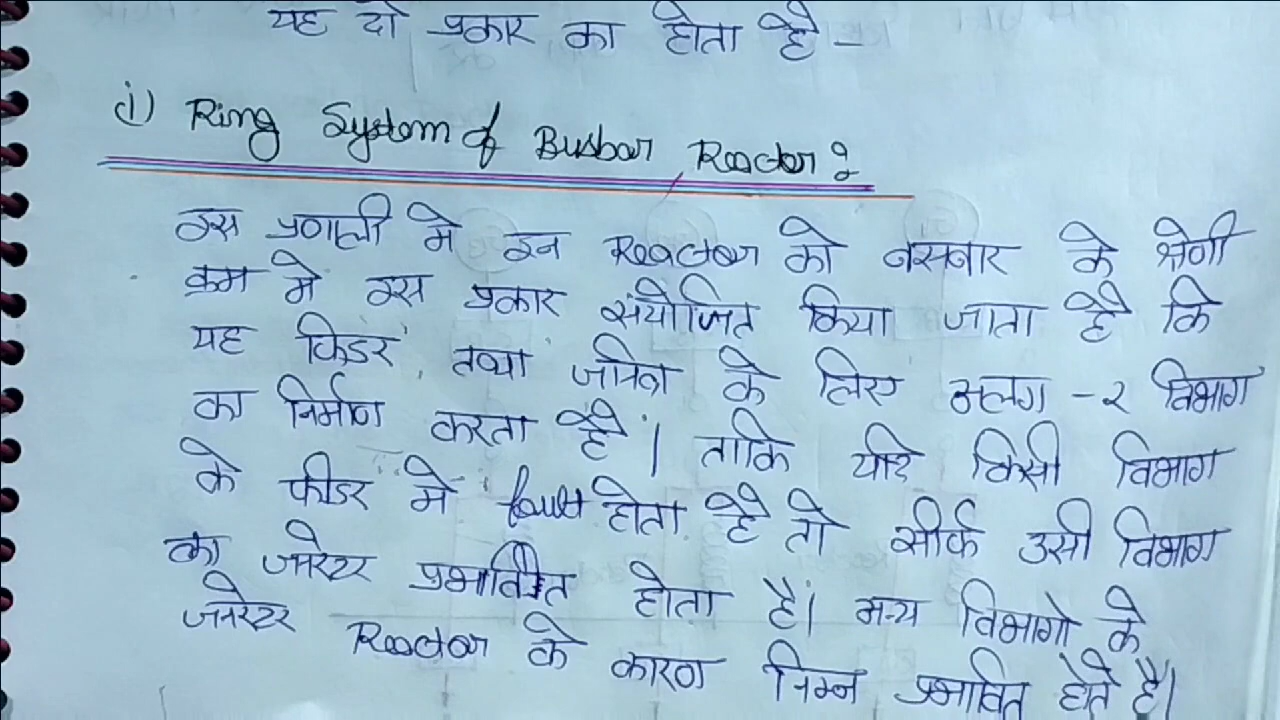 यह दो प्रकार का होता है -
i) Ring System of Busbar Reactor :
इस प्रणाली मे इन Reactor को बसबार के श्रेणी
क्रम मे इस प्रकार संयोजित किया जाता है कि
यह फिडर तथा जनित्र के लिए अलग -२ विभाग
का निर्माण करता है । ताकि यदि किसी विभाग
के फीडर में fault होता है तो सीर्फ उसी विभाग
का जनरेटर प्रभावित होता है। अन्य विभागो के
जनरेटर Reactor के कारण निम्न प्रभावित होते है।